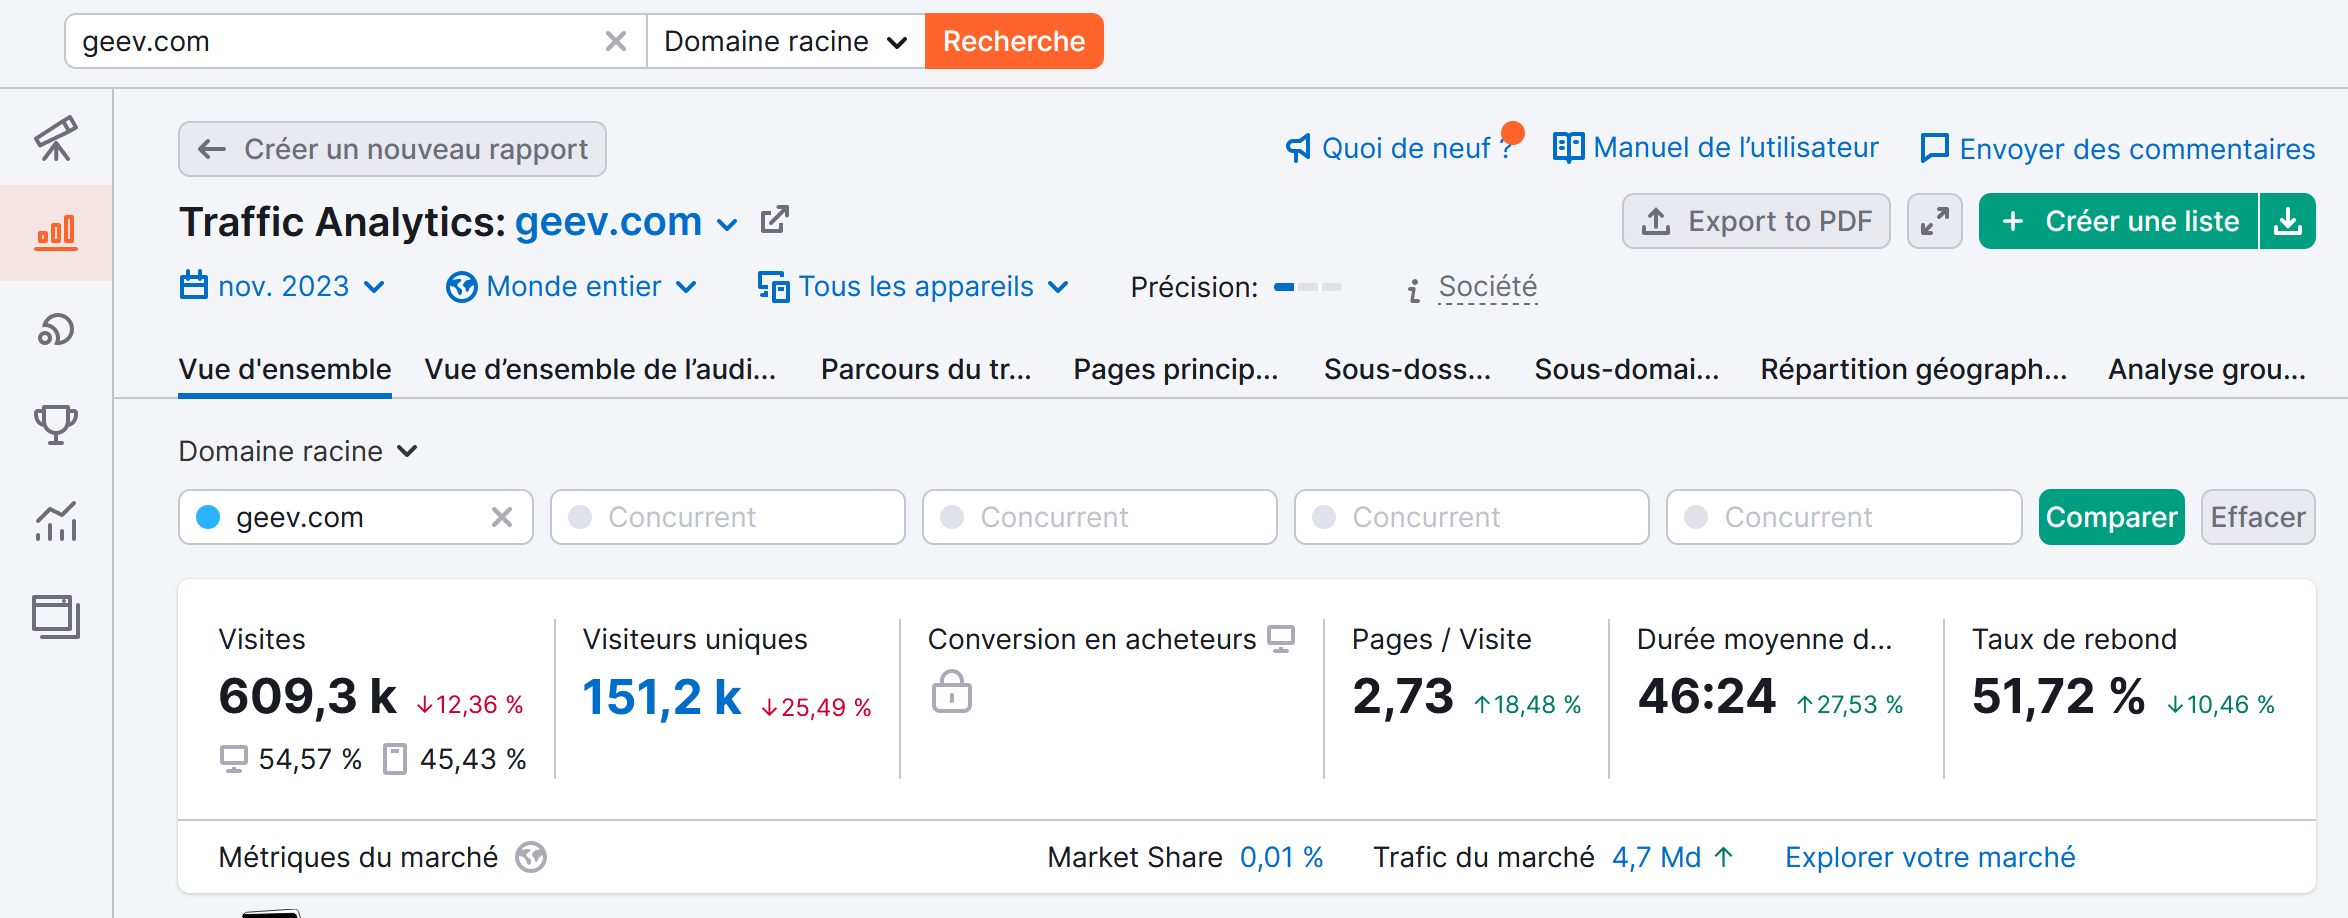 geev.com Domaine racine Recherche
Créer un nouveau rapport Quoi de neuf ? Manuel de l’utilisateur Envoyer des commentaires
Traffic Analytics: geev.com Export to PDF + Créer une liste
nov. 2023 Monde entier Tous les appareils Précision: Société
Vue d'ensemble Vue d’ensemble de l’audi... Parcours du tr... Pages princip... Sous-doss... Sous-domai... Répartition géograph... Analyse grou...
Domaine racine
geev.com Concurrent Concurrent Concurrent Concurrent Comparer Effacer
Visites Visiteurs uniques Conversion en acheteurs Pages / Visite Durée moyenne d... Taux de rebond
609,3 k ↓12,36 % 151,2 k ↓25,49 % 2,73 ↑18,48 % 46:24 ↑27,53 % 51,72 % ↓10,46 %
54,57 % 45,43 %
Métriques du marché Market Share 0,01 % Trafic du marché 4,7 Md ↑ Explorer votre marché